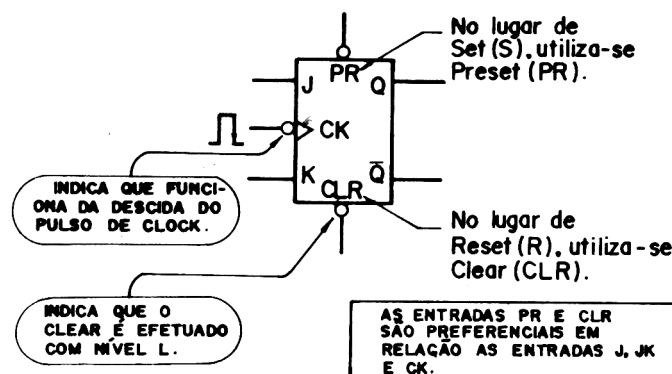 No lugar de
Set (S), utiliza-se
Preset (PR).
PR
J
Q
CK
K
Q̅
CLR
INDICA QUE FUNCI-
ONA DA DESCIDA DO
PULSO DE CLOCK.
No lugar de
Reset (R), utiliza-se
Clear (CLR).
INDICA QUE O
CLEAR É EFETUADO
COM NÍVEL L.
AS ENTRADAS PR E CLR
SÃO PREFERENCIAIS EM
RELAÇÃO AS ENTRADAS J, JK
E CK.